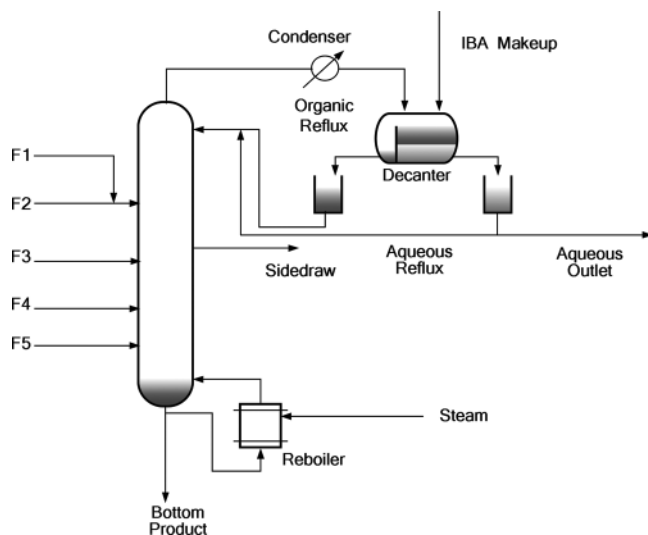 Condenser
IBA Makeup
Organic
Reflux
F1
Decanter
F2
F3
Sidedraw
Aqueous
Reflux
Aqueous
Outlet
F4
F5
Steam
Reboiler
Bottom
Product